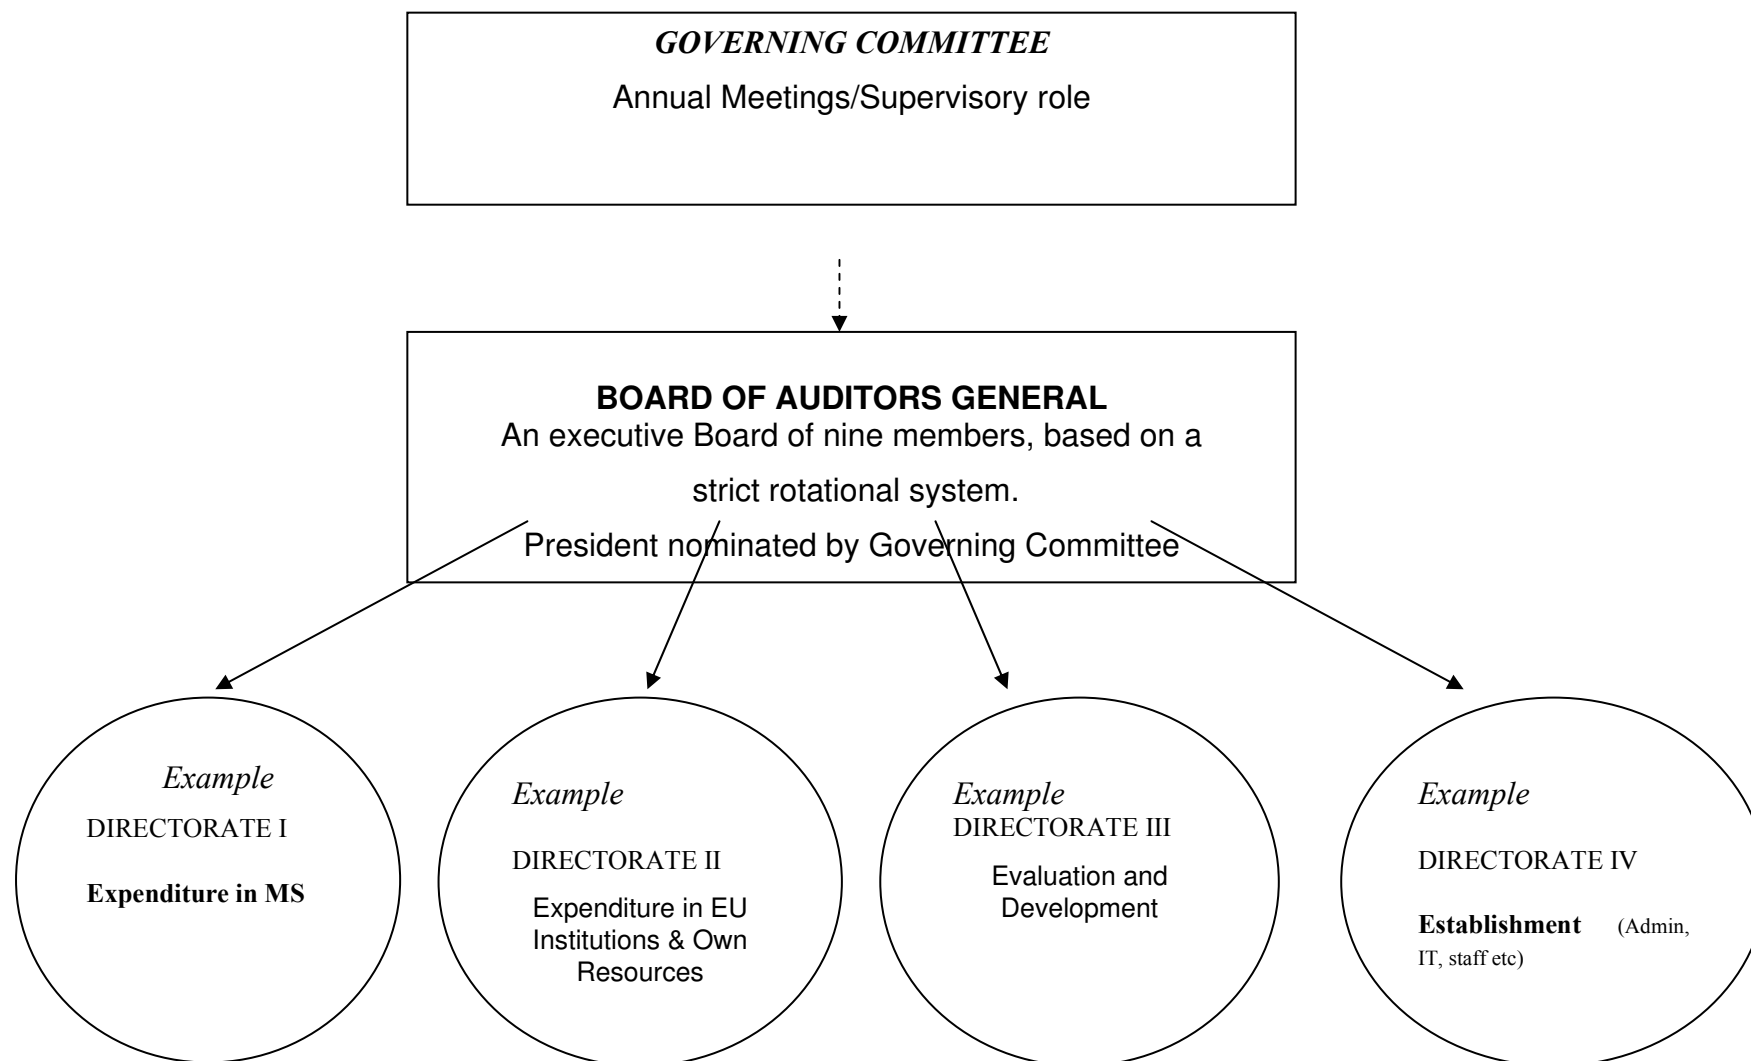 GOVERNING COMMITTEE
Annual Meetings/Supervisory role
BOARD OF AUDITORS GENERAL
An executive Board of nine members, based on a
strict rotational system.
President nominated by Governing Committee
Example
DIRECTORATE I
Expenditure in MS
Example
DIRECTORATE II
Expenditure in EU
Institutions & Own
Resources
Example
DIRECTORATE III
Evaluation and
Development
Example
DIRECTORATE IV
Establishment (Admin,
IT, staff etc)